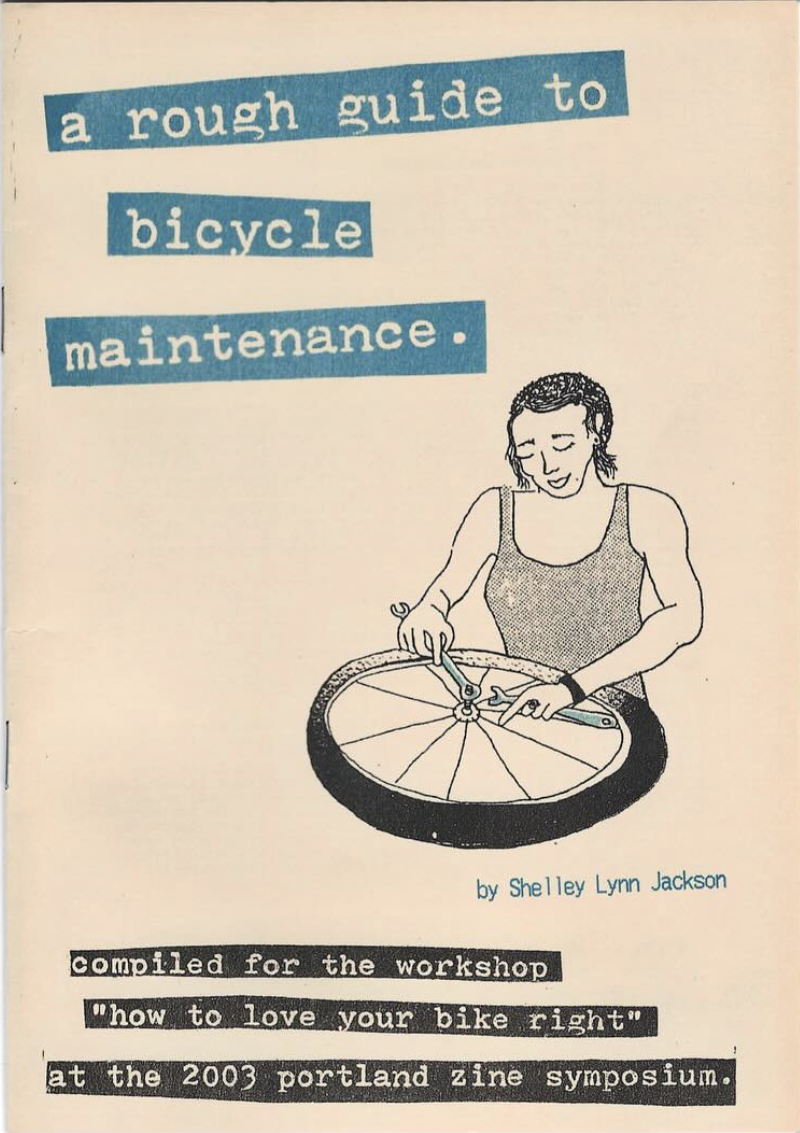 a rough guide to
bicycle
maintenance.
by Shelley Lynn Jackson
compiled for the workshop
"how to love your bike right"
at the 2003 portland zine symposium.